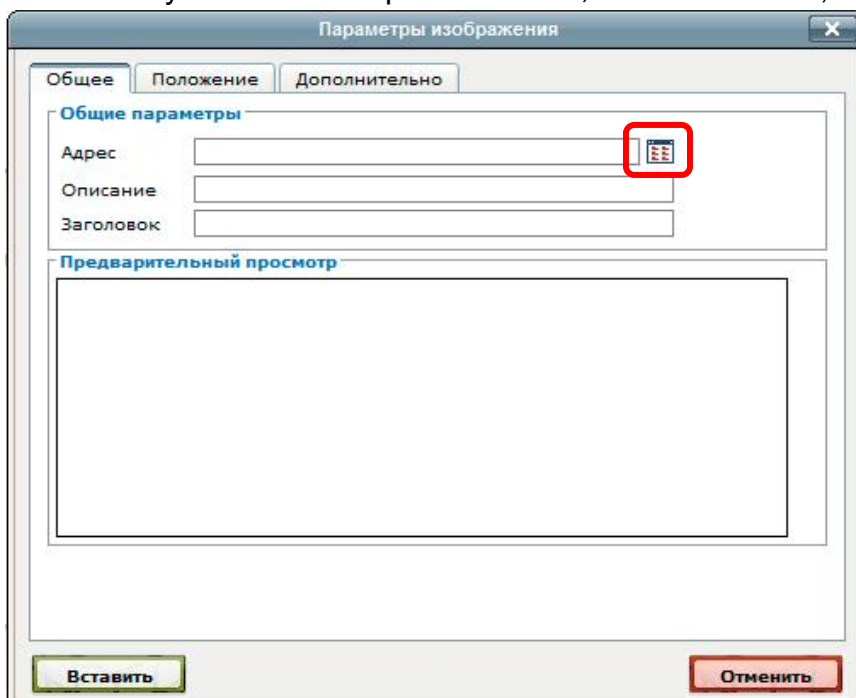 Параметры изображения
Общее Положение Дополнительно
Общие параметры
Адрес
Описание
Заголовок
Предварительный просмотр
Вставить Отменить